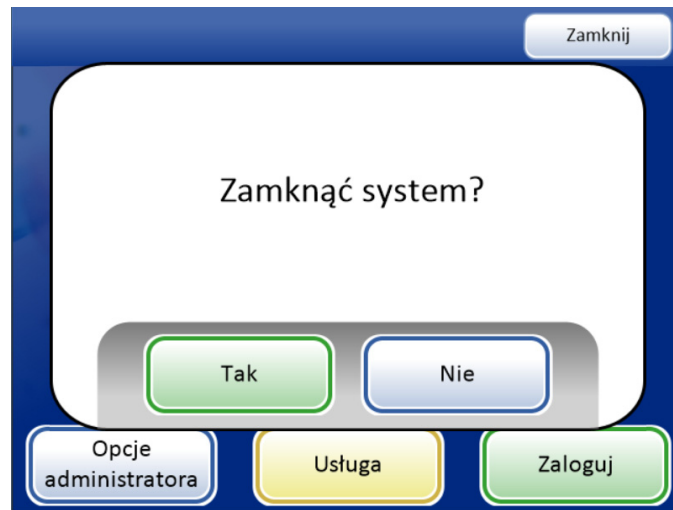 Zamknij
Zamknąć system?
Tak
Nie
Opcje
administratora
Usługa
Zaloguj